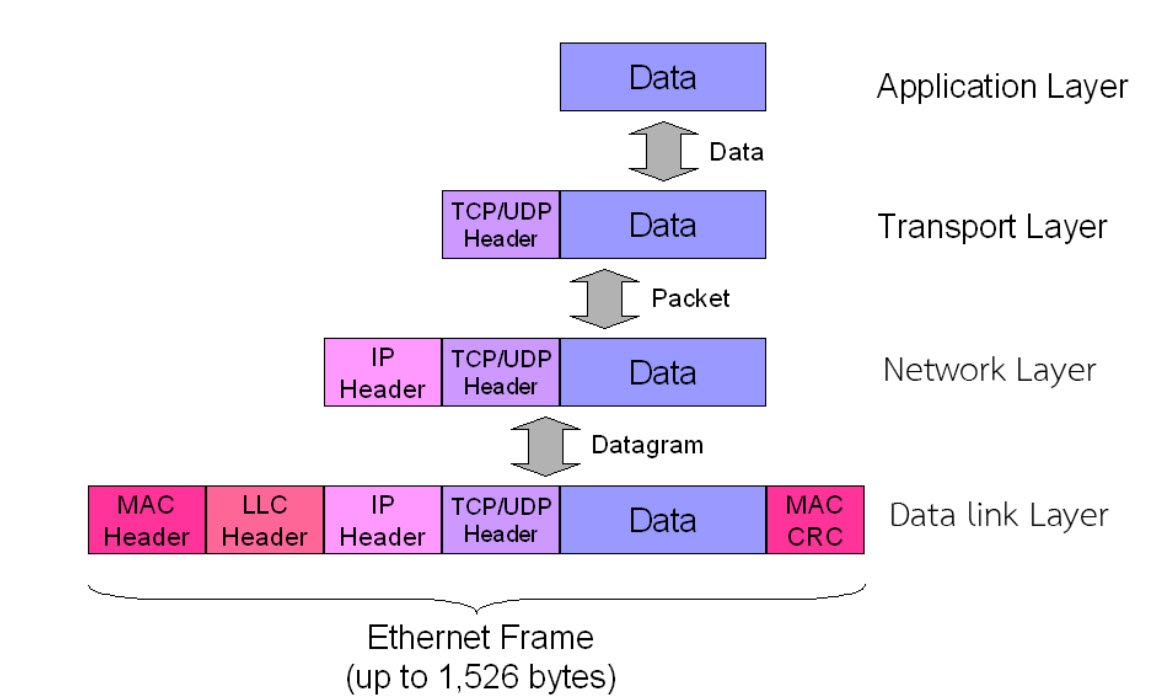 Data
Application Layer
Data
TCP/UDP
Header
Data
Transport Layer
Packet
IP
Header
TCP/UDP
Header
Data
Network Layer
Datagram
MAC
Header
LLC
Header
IP
Header
TCP/UDP
Header
Data
MAC
CRC
Data link Layer
Ethernet Frame
(up to 1,526 bytes)